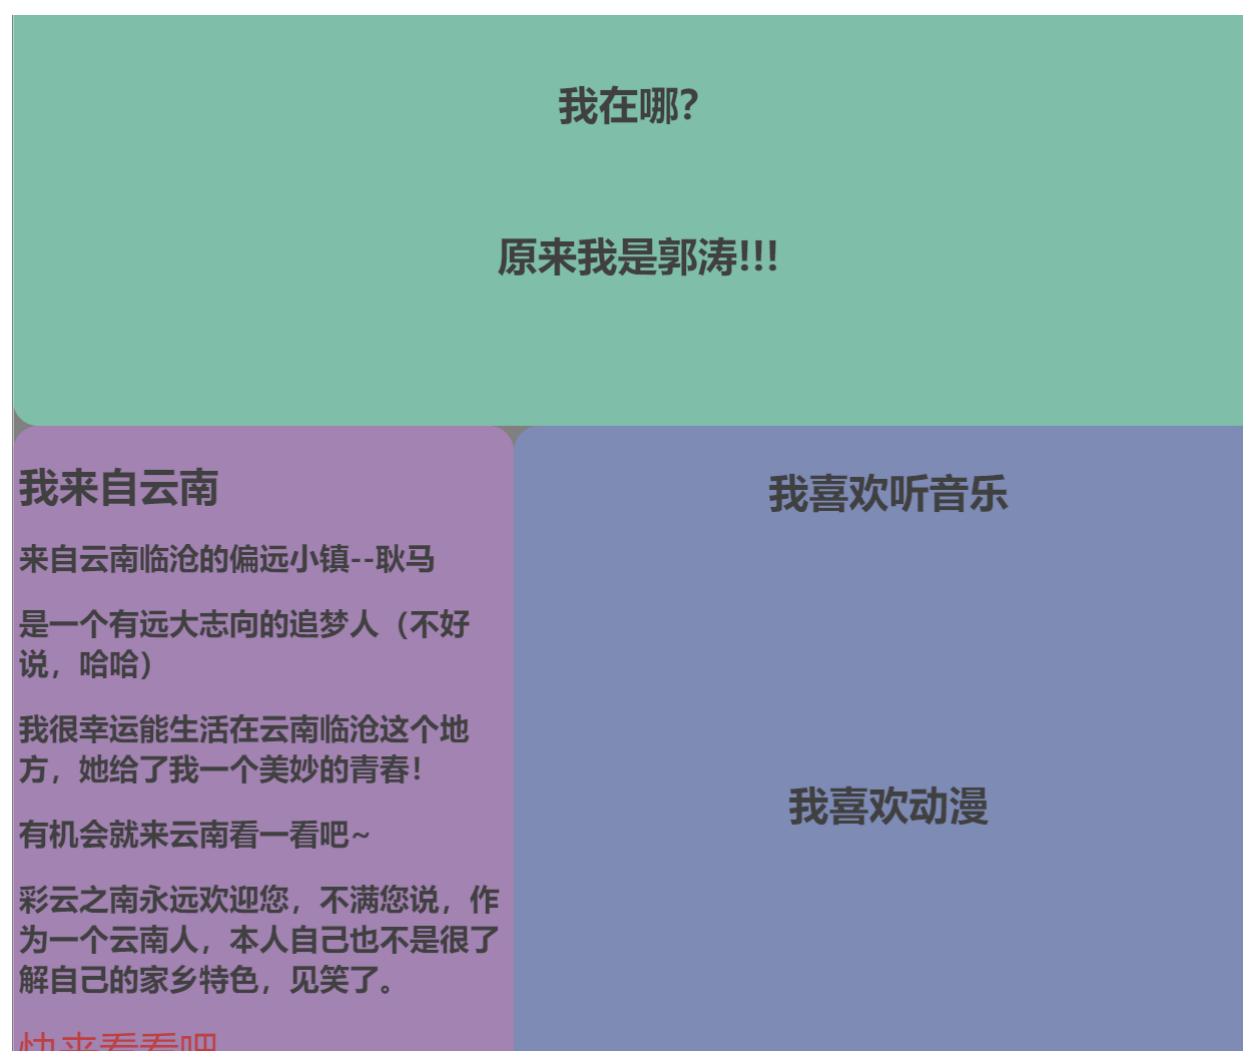 我在哪?
原来我是郭涛!!!
我来自云南
来自云南临沧的偏远小镇--耿马
是一个有远大志向的追梦人（不好
说，哈哈）
我很幸运能生活在云南临沧这个地
方，她给了我一个美妙的青春！
有机会就来云南看一看吧~
彩云之南永远欢迎您，不满您说，作
为一个云南人，本人自己也不是很了
解自己的家乡特色，见笑了。
快来看看吧
我喜欢听音乐
我喜欢动漫